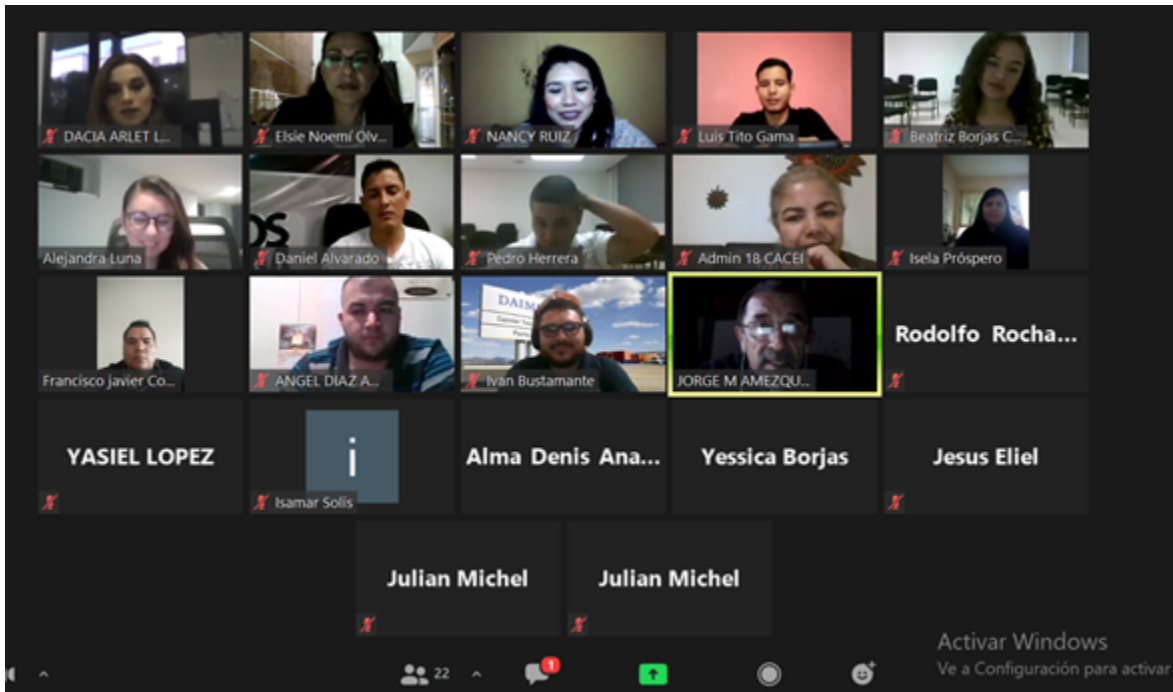 DACIA ARLET L...
Elsie Noemí Olv...
NANCY RUIZ
Luis Tito Gama
Beatriz Borjas C...
Alejandra Luna
OS
Daniel Alvarado
Pedro Herrera
Admin 18 CACEI
Isela Próspero
Francisco javier Co...
ANGEL DIAZ A...
DAIM
Ivan Bustamante
JORGE M AMEZQU...
Rodolfo Rocha...
YASIEL LOPEZ
i
Isamar Solis
Alma Denis Ana...
Yessica Borjas
Jesus Eliel
Julian Michel
Julian Michel
Activar Windows
Ve a Configuración para activar
22
1